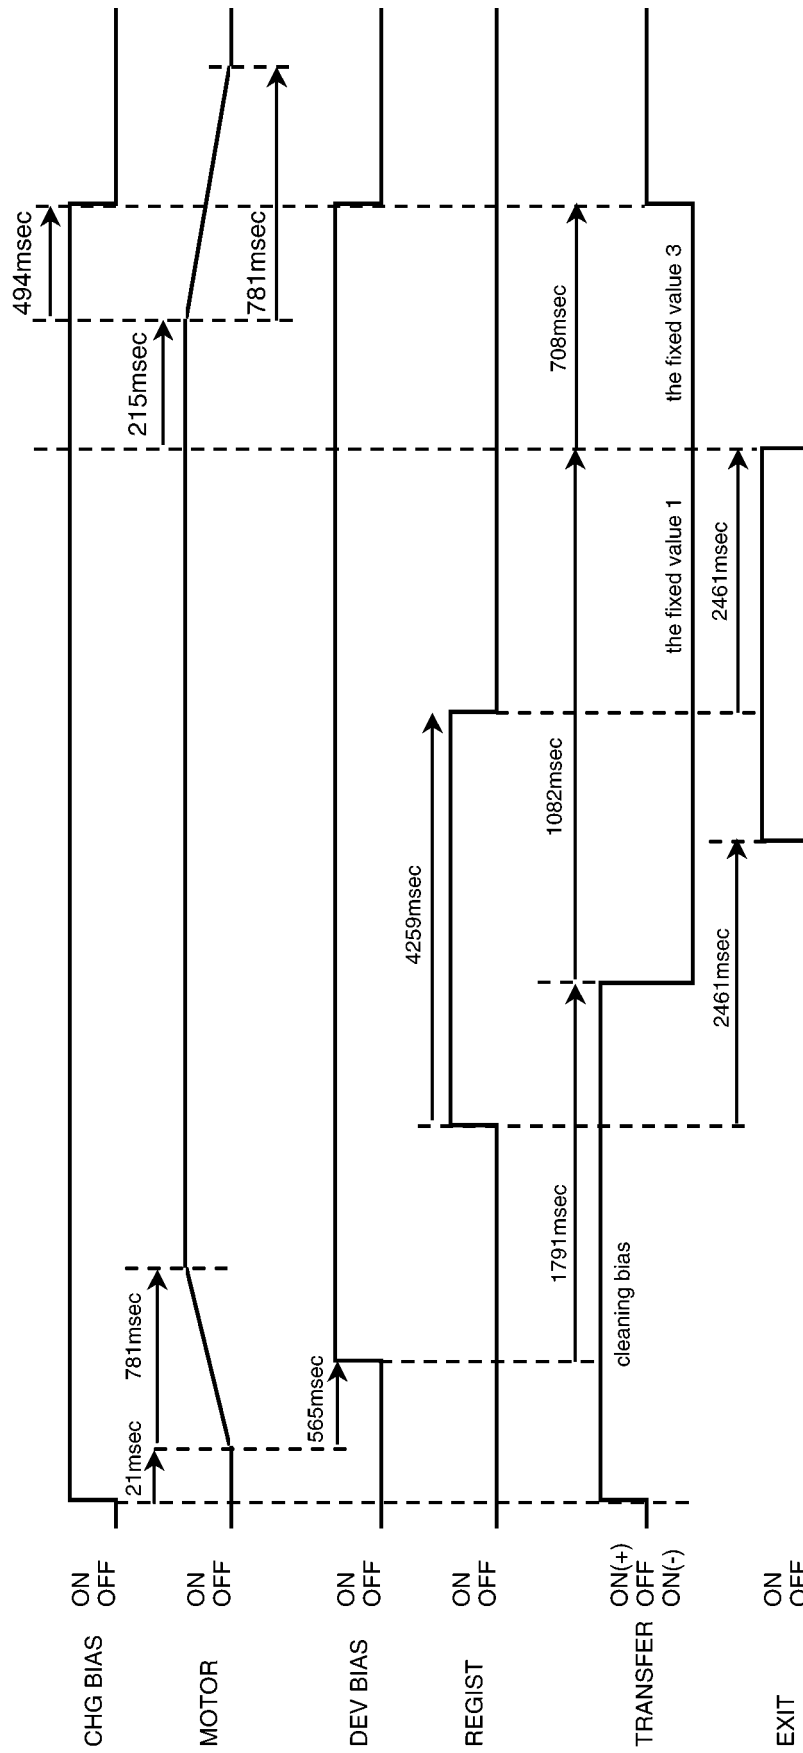 CHG BIAS
ON
OFF
21msec
781msec
215msec
494msec
MOTOR
ON
OFF
781msec
DEV BIAS
ON
OFF
565msec
REGIST
ON
OFF
4259msec
TRANSFER
ON(+)
OFF
ON(-)
cleaning bias
1791msec
1082msec
708msec
the fixed value 1
the fixed value 3
EXIT
ON
OFF
2461msec
2461msec